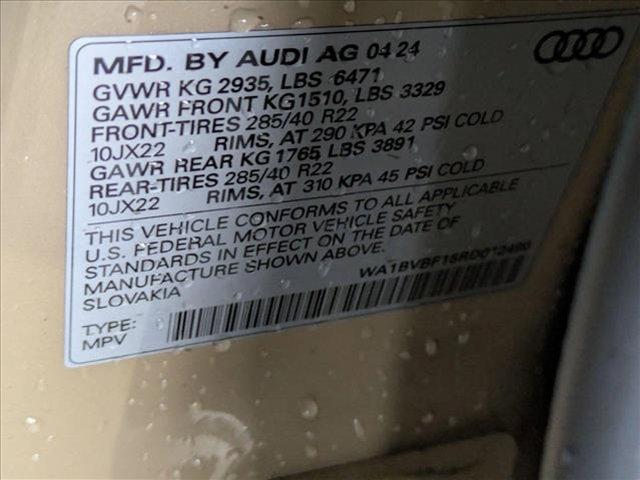 MFD. BY AUDI AG 04 24
GVWR KG 2935, LBS 6471
GAWR FRONT KG1510, LBS 3329
FRONT-TIRES 285/40 R22
10JX22 RIMS, AT 290 KPA 42 PSI COLD
GAWR REAR KG 1765, LBS 3891
REAR-TIRES 285/40 R22
10JX22 RIMS, AT 310 KPA 45 PSI COLD
THIS VEHICLE CONFORMS TO ALL APPLICABLE
U.S. FEDERAL MOTOR VEHICLE SAFETY
STANDARDS IN EFFECT ON THE DATE OF
MANUFACTURE SHOWN ABOVE.
SLOVAKIA WA1BVBF15RD012490
TYPE:
MPV